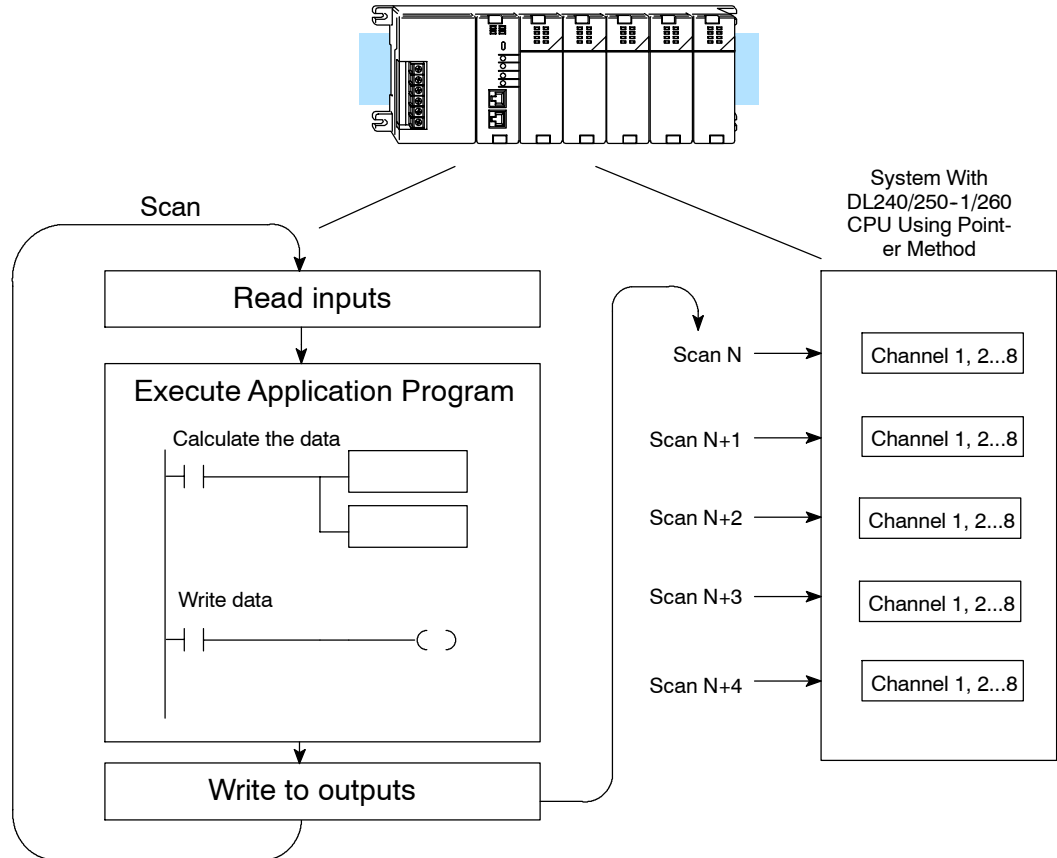 System With
DL240/250-1/260
CPU Using Point-
er Method
Scan
Read inputs
Execute Application Program
Calculate the data
Write data
Write to outputs
Scan N
Channel 1, 2...8
Scan N+1
Channel 1, 2...8
Scan N+2
Channel 1, 2...8
Scan N+3
Channel 1, 2...8
Scan N+4
Channel 1, 2...8